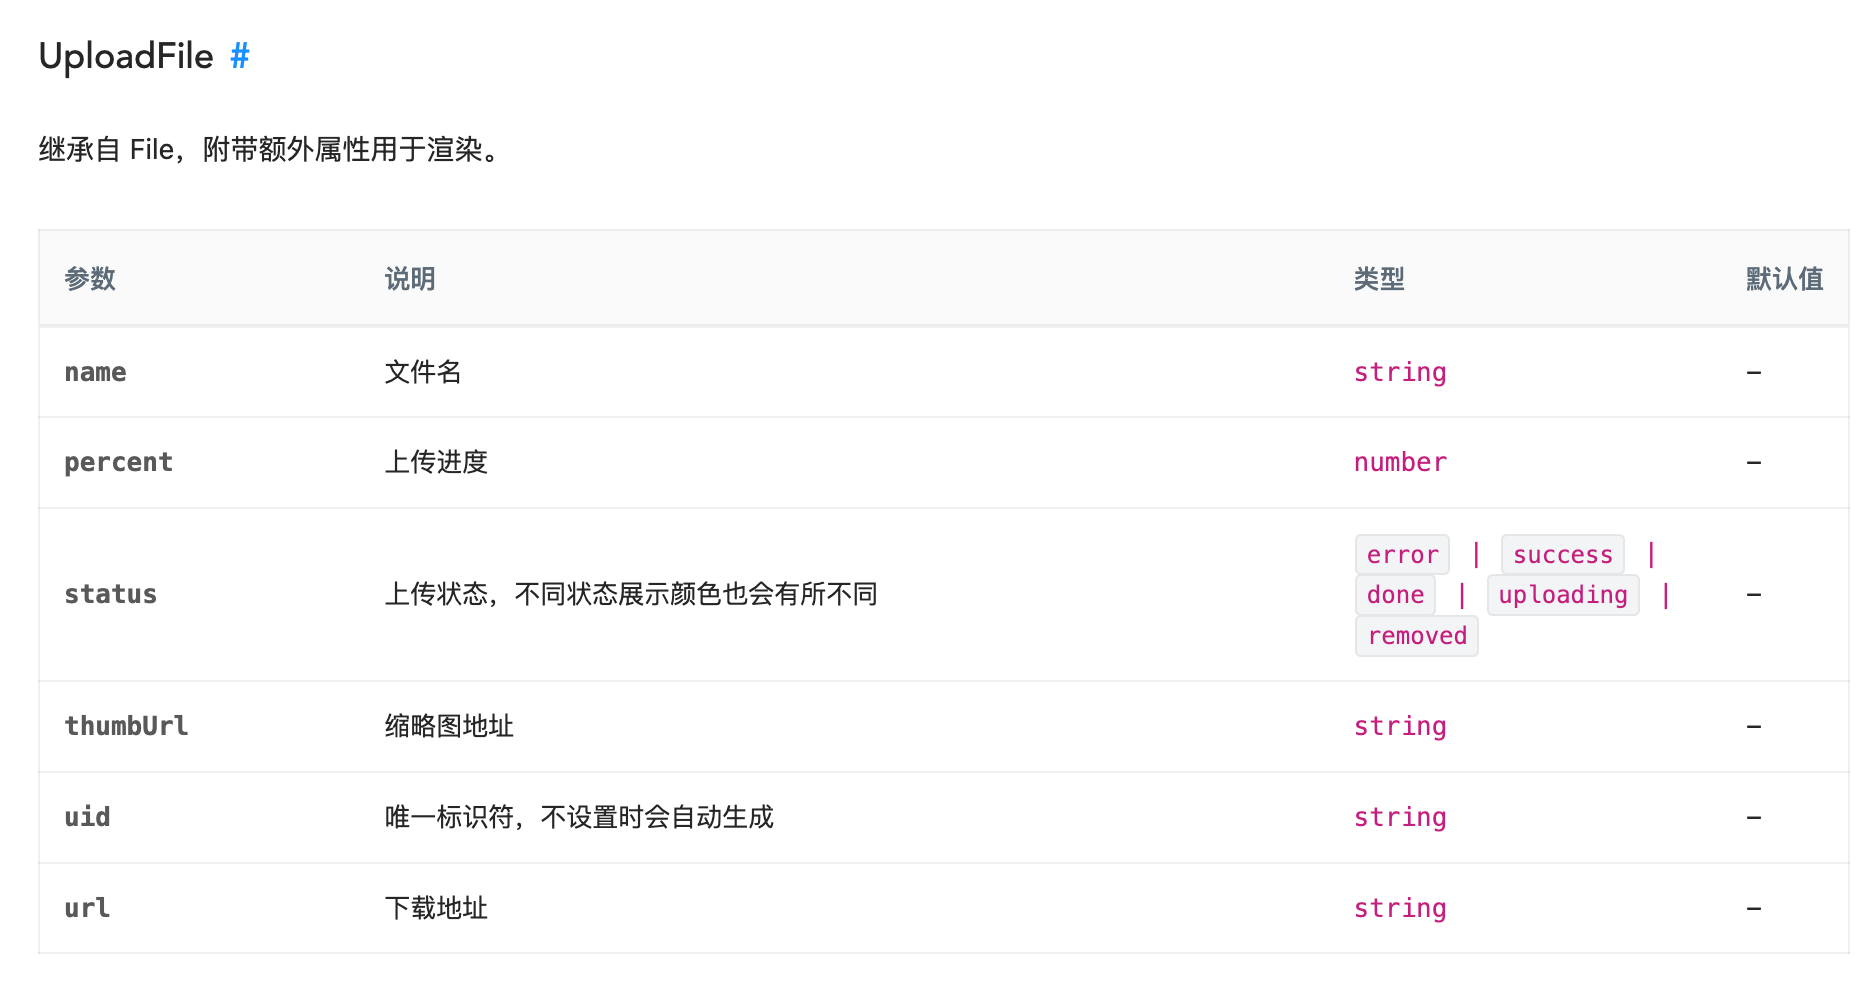 UploadFile #
继承自 File，附带额外属性用于渲染。
参数 说明 类型 默认值
name 文件名 string –
percent 上传进度 number –
status 上传状态，不同状态展示颜色也会有所不同 error | success | –
done | uploading |
removed
thumbUrl 缩略图地址 string –
uid 唯一标识符，不设置时会自动生成 string –
url 下载地址 string –